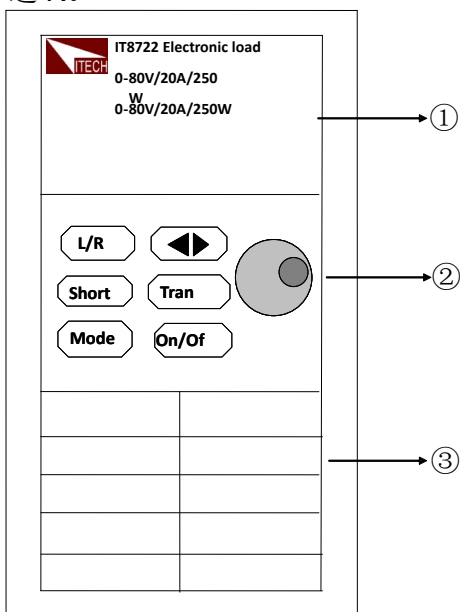 IT8722 Electronic load
ITECH
0-80V/20A/250
W
0-80V/20A/250W
①
L/R
Short
Tran
②
Mode
On/Of
③